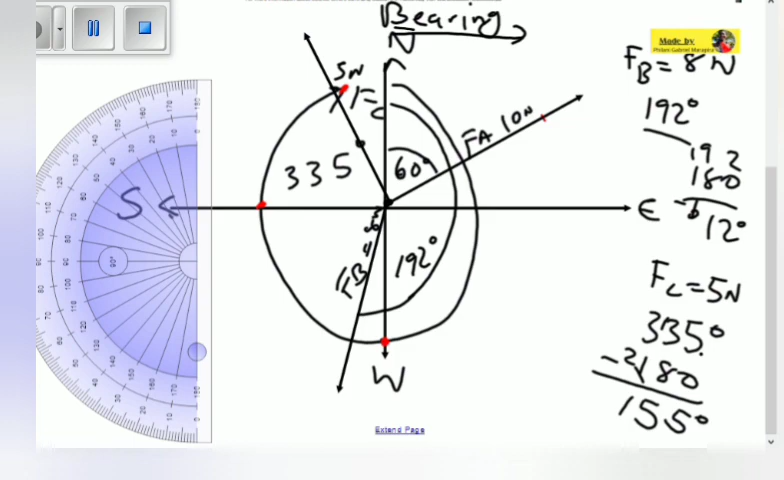 Bearing
N
Made by
FB = 8N
192°
192
180
12°
5N
FC
FA 10N
335
60°
S
E
FB =
192°
FC = 5N
335°
- 180
155°
W
Extend Page